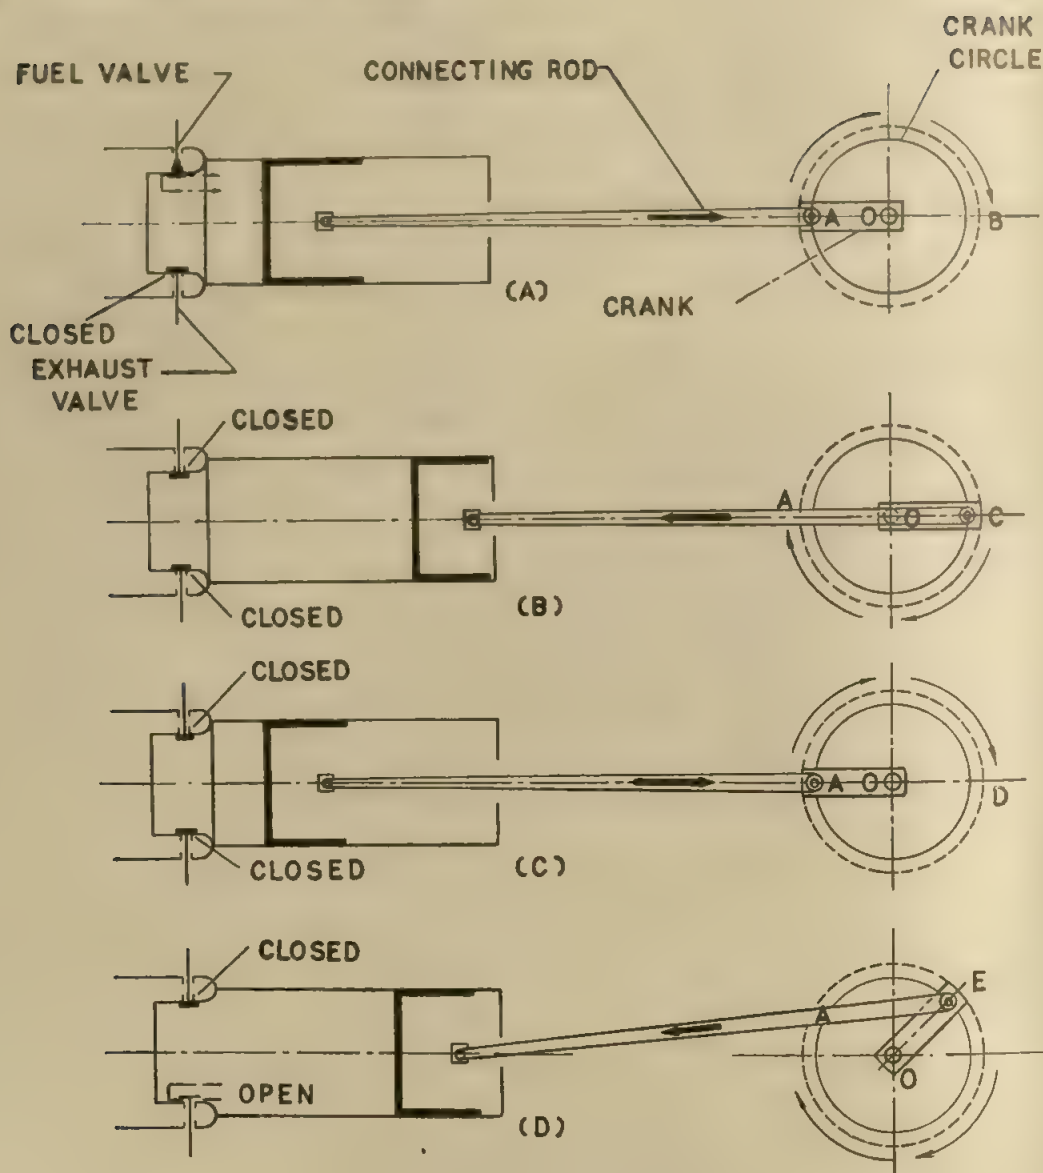 CRANK
CIRCLE
FUEL VALVE
CONNECTING ROD
A O
B
(A)
CRANK
CLOSED
EXHAUST
VALVE
CLOSED
A
O
C
CLOSED
(B)
CLOSED
A O
D
CLOSED
(C)
CLOSED
E
A
O
OPEN
(D)